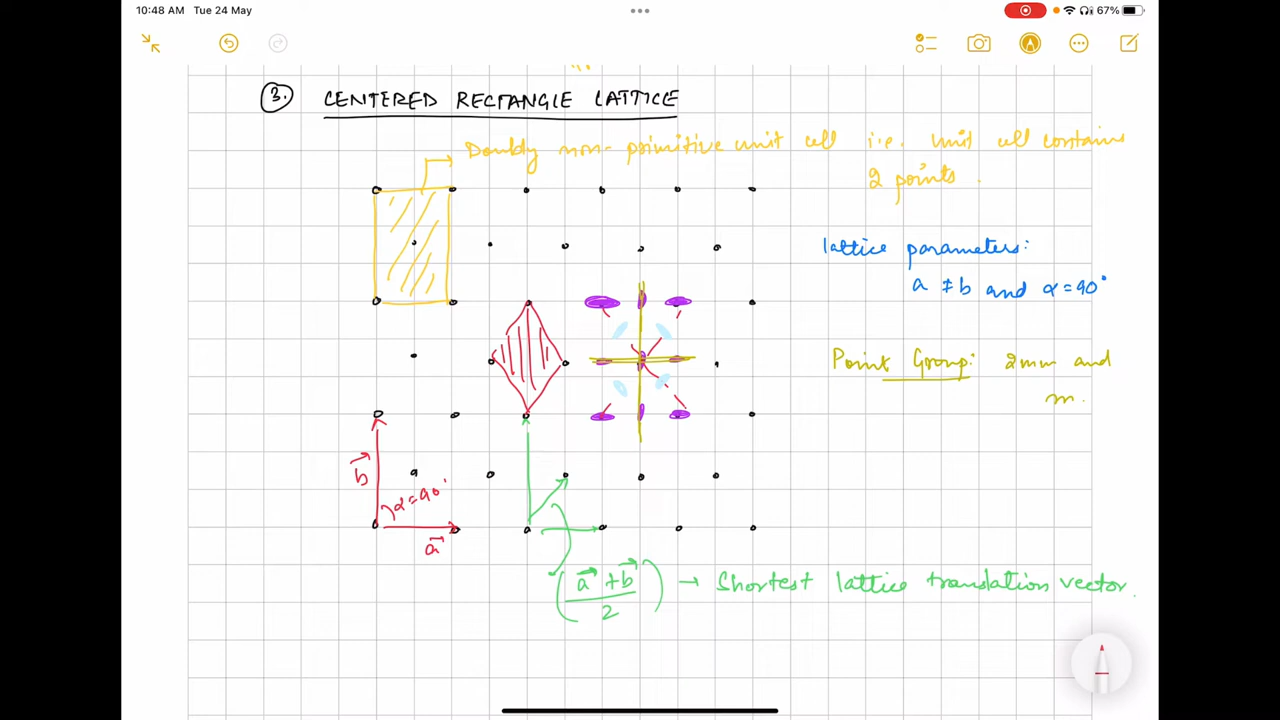 10:48 AM Tue 24 May
67%
3. CENTERED RECTANGLE LATTICE
Doubly non-primitive unit cell i.e. unit cell contains
2 points.
lattice parameters:
a ≠ b and α = 90°
Point Group: 2mm and
m.
b⃗
α = 90°
a⃗
(a⃗ + b⃗ / 2) → Shortest lattice translation vector.